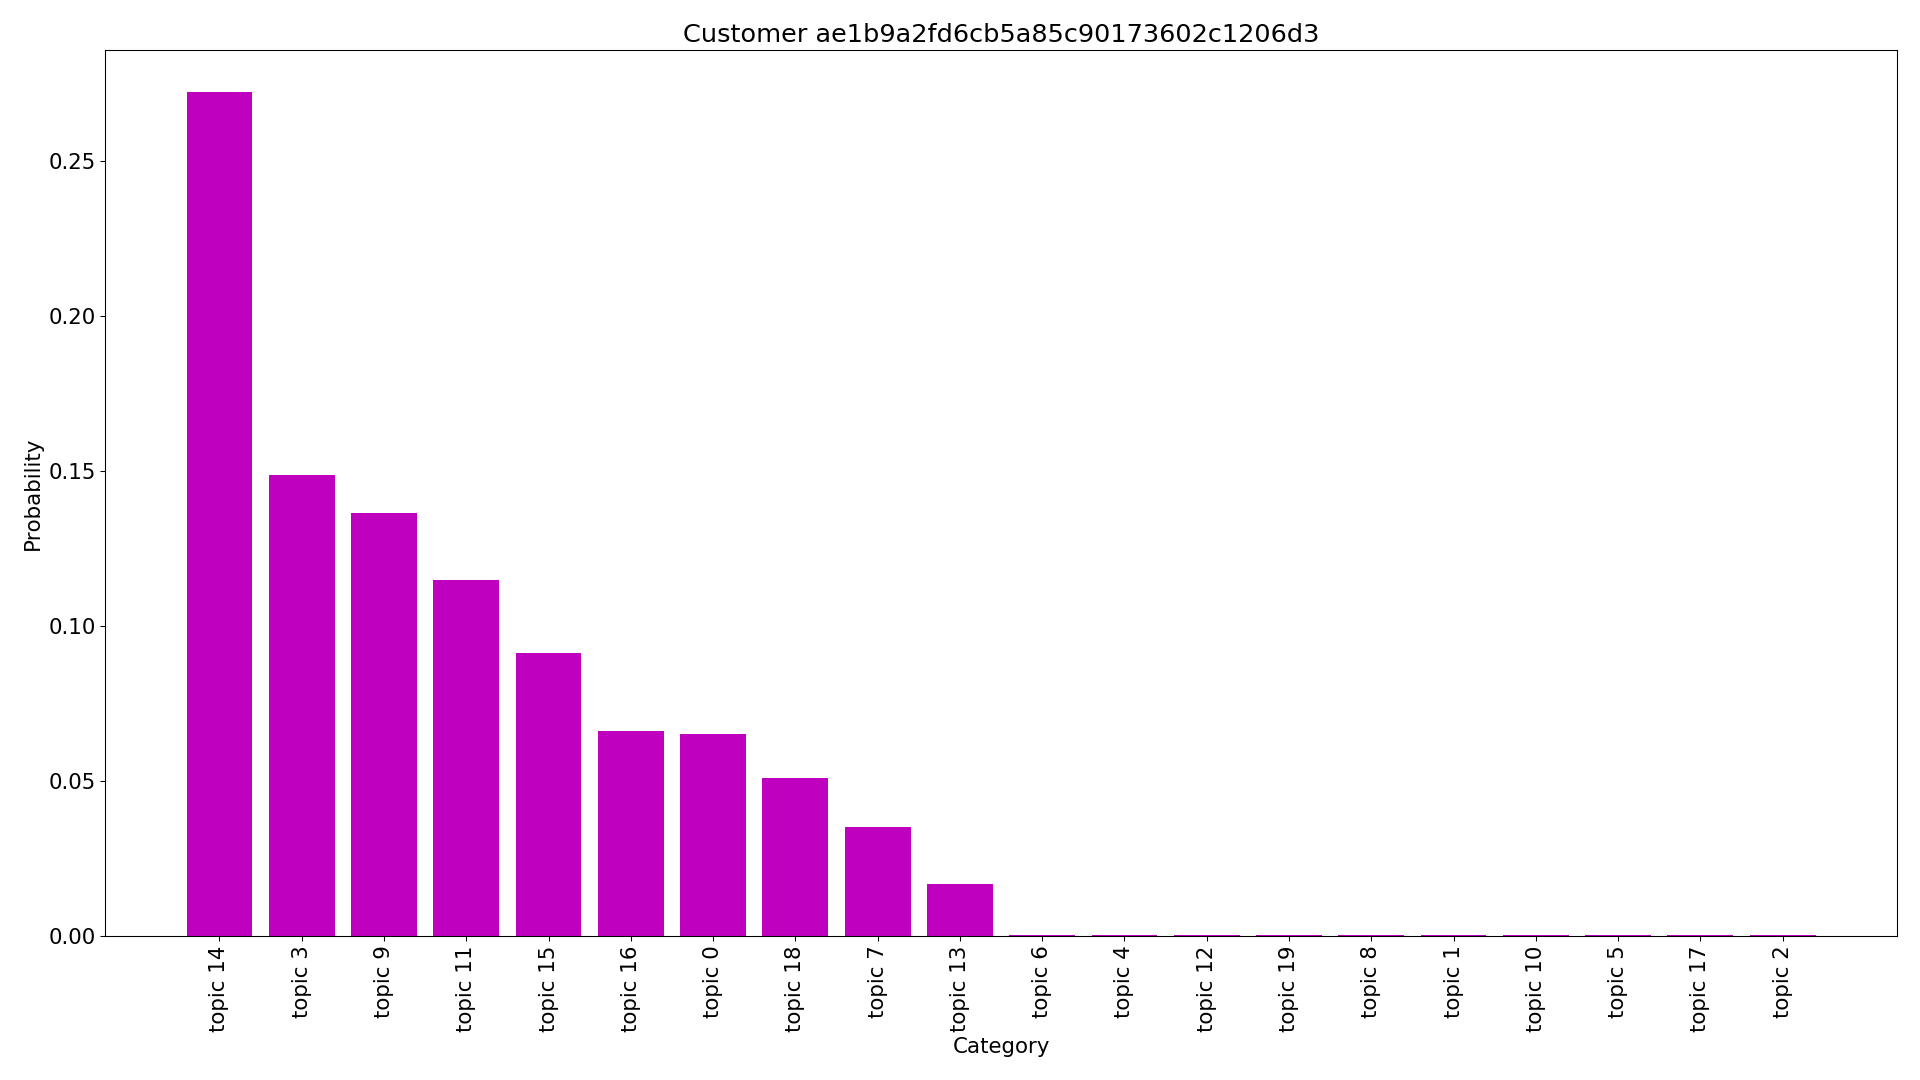 Customer ae1b9a2fd6cb5a85c90173602c1206d3
Probability
0.25
0.20
0.15
0.10
0.05
0.00
topic 14
topic 3
topic 9
topic 11
topic 15
topic 16
topic 0
topic 18
topic 7
topic 13
topic 6
topic 4
topic 12
topic 19
topic 8
topic 1
topic 10
topic 5
topic 17
topic 2
Category